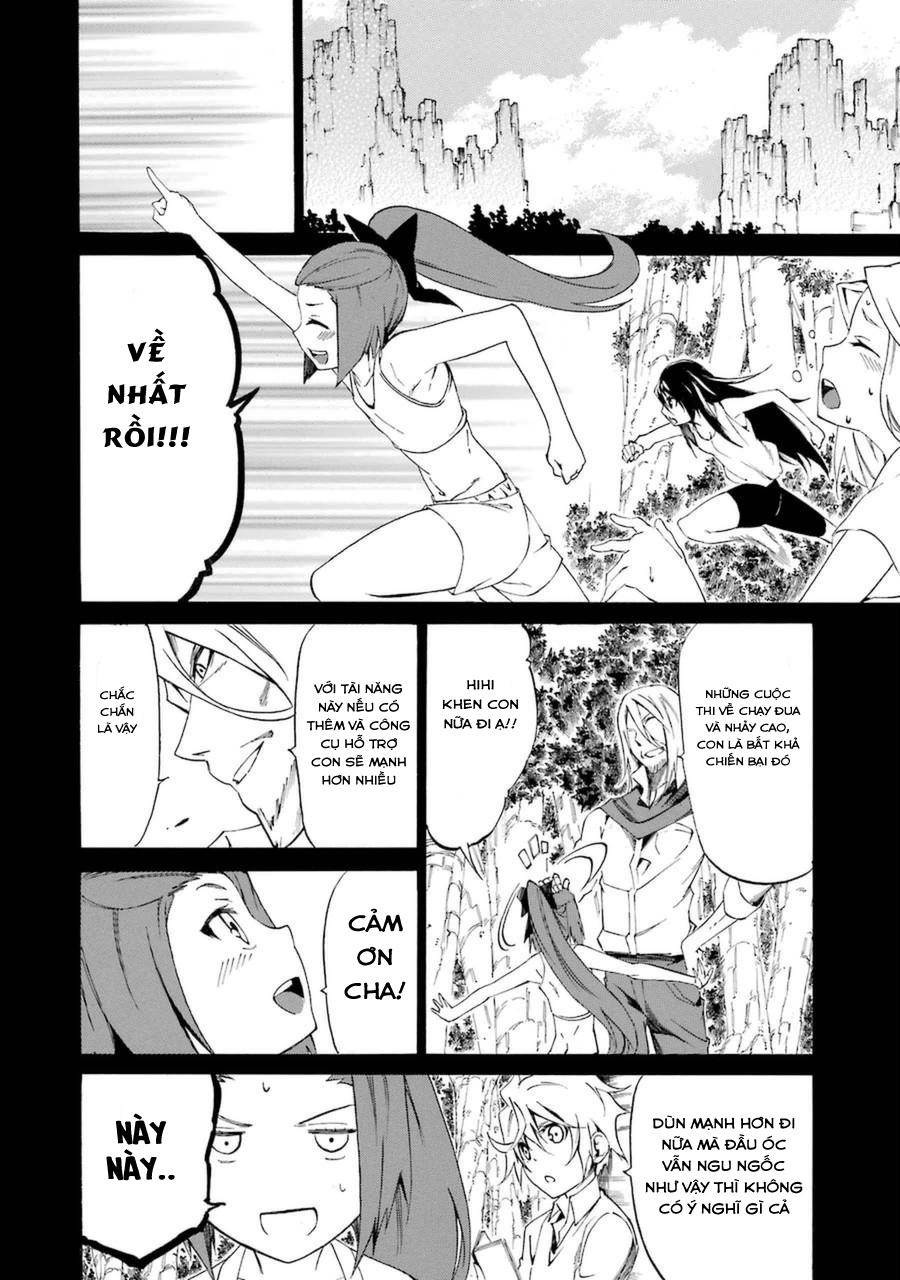 VỀ
NHẤT
RỒI!!!
NHỮNG CUỘC
THI VỀ CHẠY ĐUA
VÀ NHẢY CAO,
CON LÀ BẤT KHẢ
CHIẾN BẠI ĐÓ
HIHI
KHEN CON
NỮA ĐI Ạ!!
VỚI TÀI NĂNG
NÀY NẾU CÓ
THÊM VÀ CÔNG
CỤ HỖ TRỢ
CON SẼ MẠNH
HƠN NHIỀU
CHẮC
CHẮN
LÀ VẬY
CẢM
ƠN
CHA!
DÙN MẠNH HƠN ĐI
NỮA MÀ ĐẦU ÓC
VẪN NGU NGỐC
NHƯ VẬY THÌ KHÔNG
CÓ Ý NGHĨ GÌ CẢ
NÀY
NÀY..